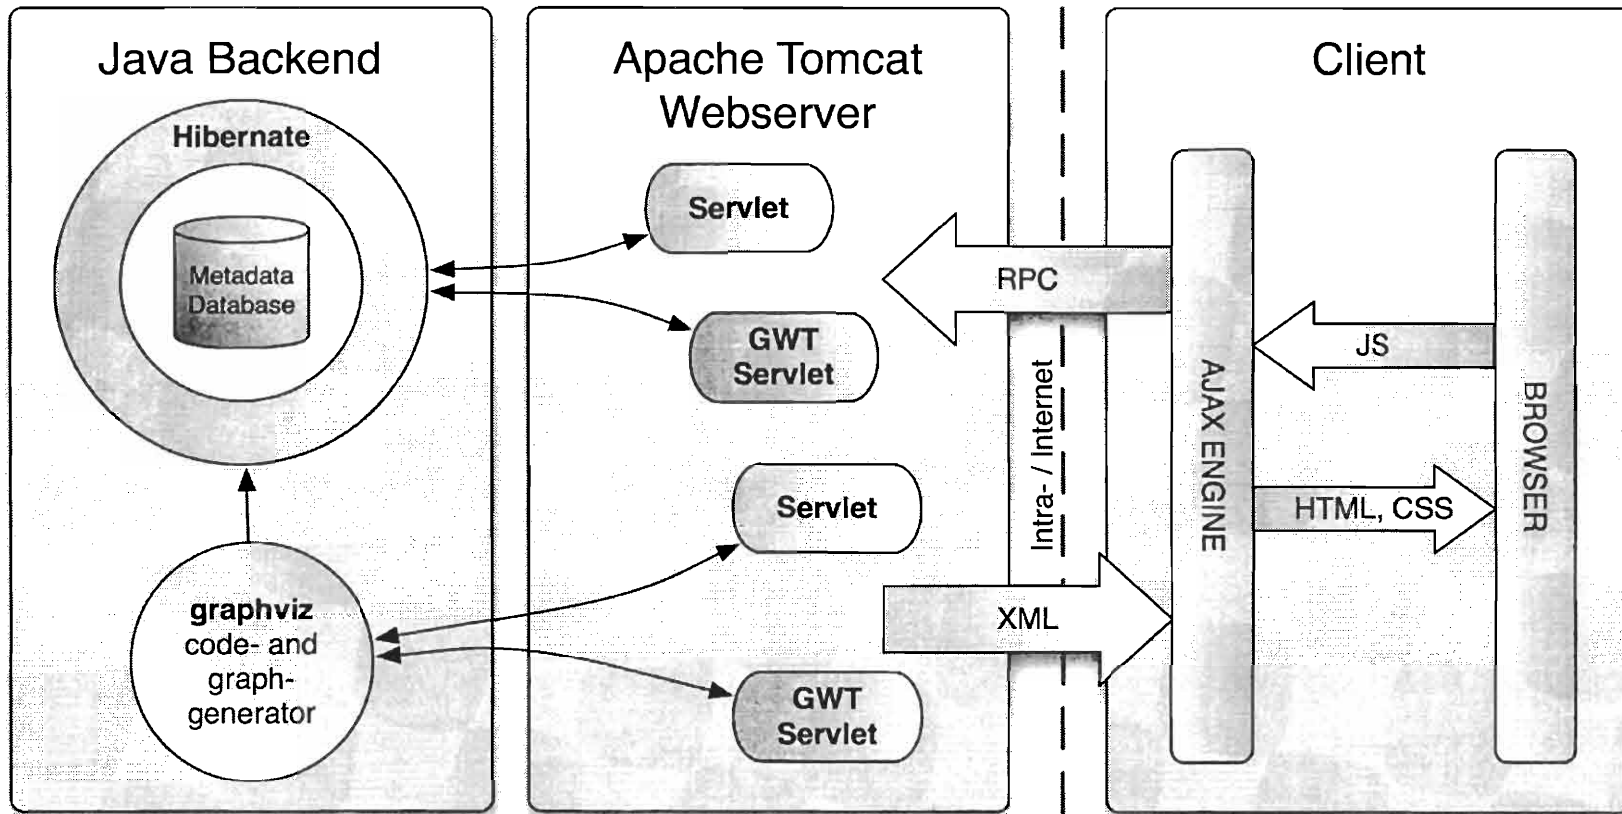 Java Backend
Hibernate
Metadata
Database
graphviz
code- and
graph-
generator
Apache Tomcat
Webserver
Servlet
GWT
Servlet
Servlet
GWT
Servlet
RPC
Intra- / Internet
XML
Client
AJAX ENGINE
JS
HTML, CSS
BROWSER